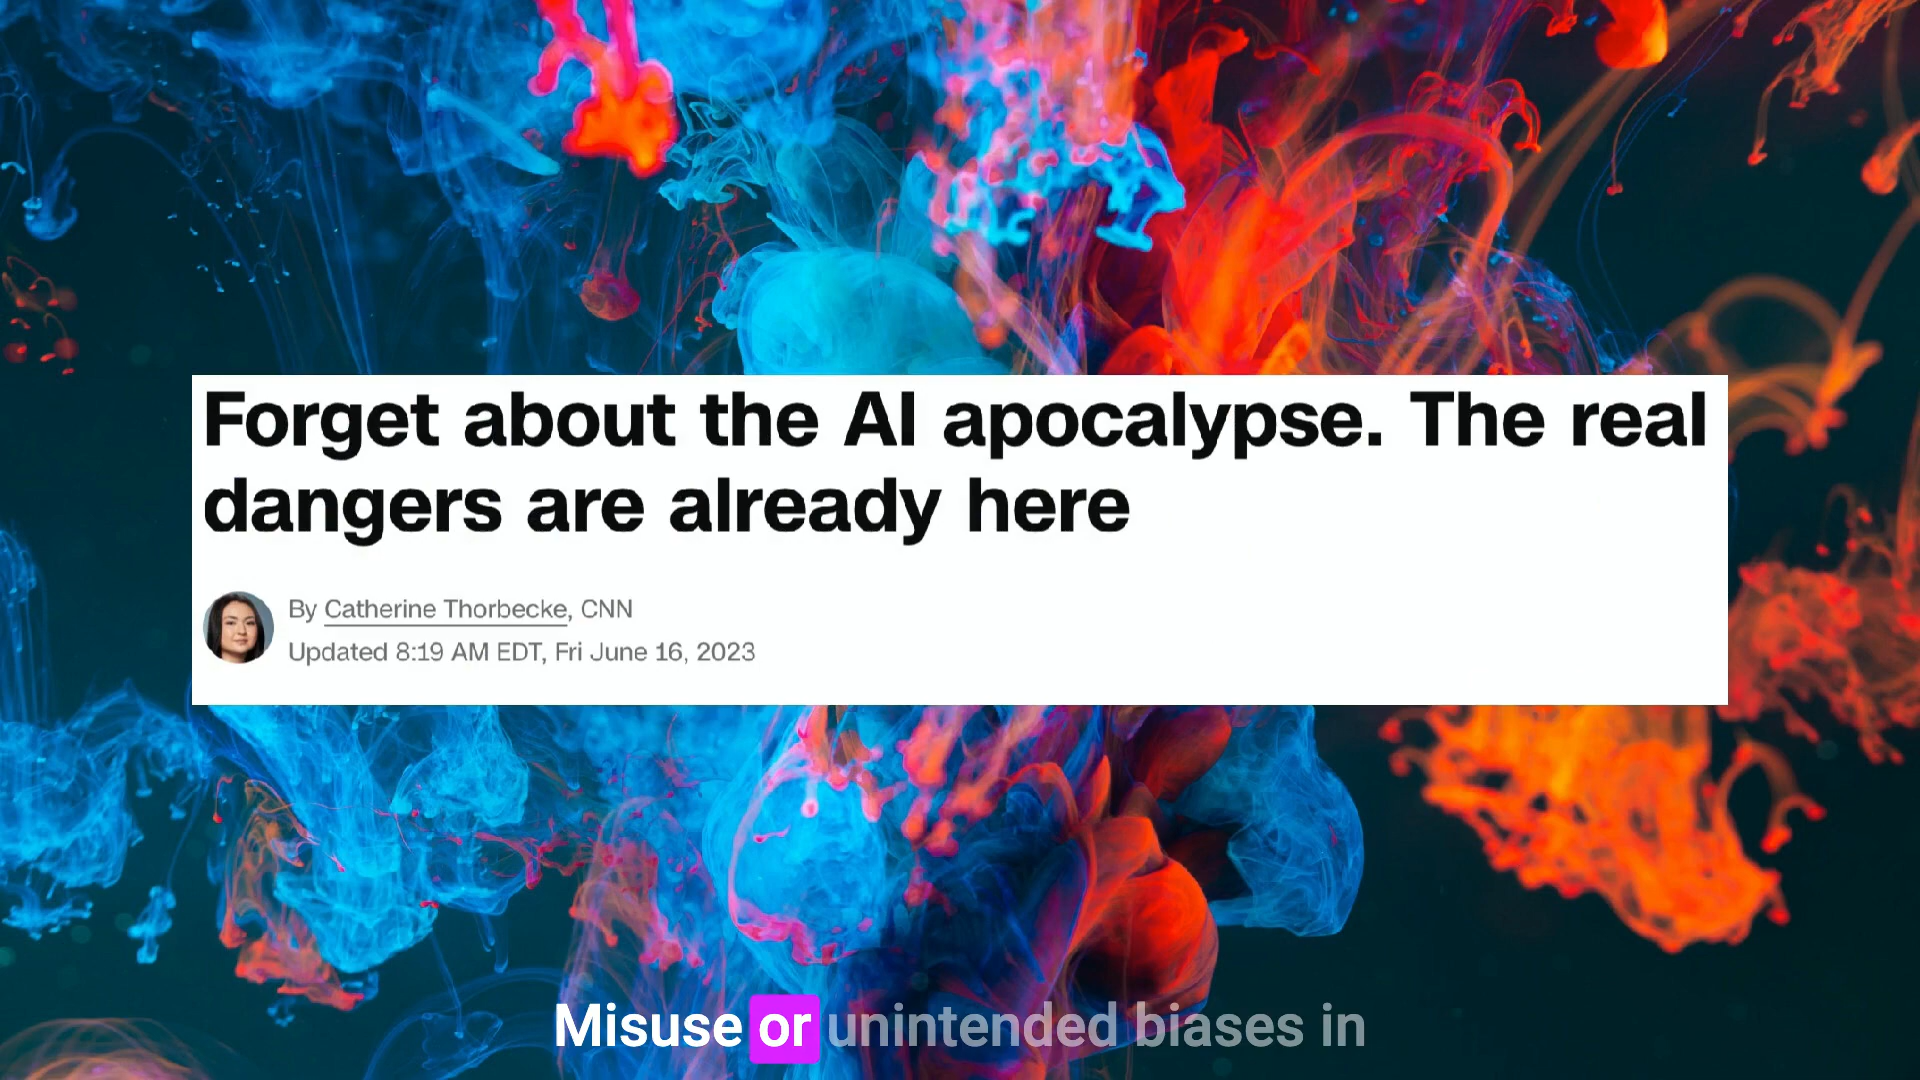 Forget about the AI apocalypse. The real
dangers are already here
By Catherine Thorbecke, CNN
Updated 8:19 AM EDT, Fri June 16, 2023
Misuse or unintended biases in